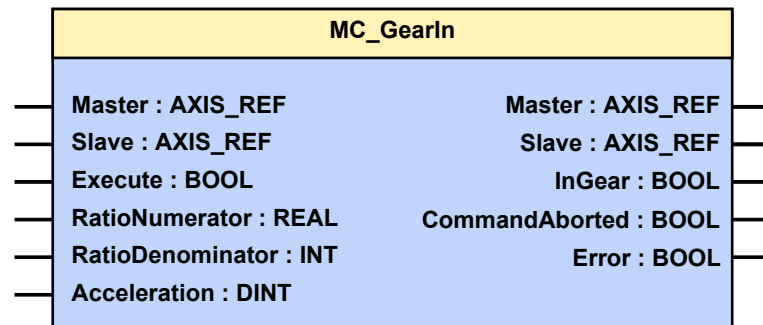 MC_GearIn
Master : AXIS_REF Master : AXIS_REF
Slave : AXIS_REF Slave : AXIS_REF
Execute : BOOL InGear : BOOL
RatioNumerator : REAL CommandAborted : BOOL
RatioDenominator : INT Error : BOOL
Acceleration : DINT